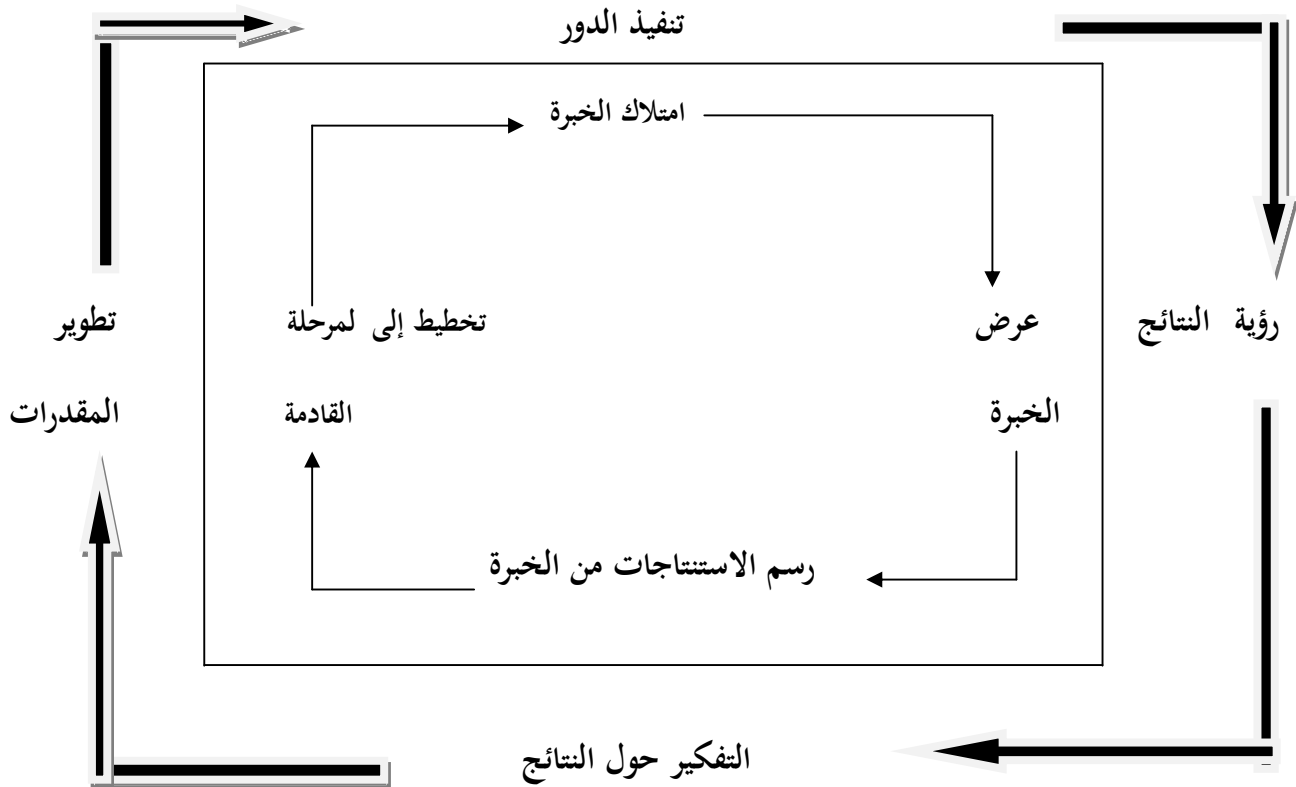 تنفيذ الدور
امتلاك الخبرة
رؤية النتائج
عرض
الخبرة
تخطيط إلى لمرحلة
القادمة
تطوير
المقدرات
رسم الاستنتاجات من الخبرة
التفكير حول النتائج